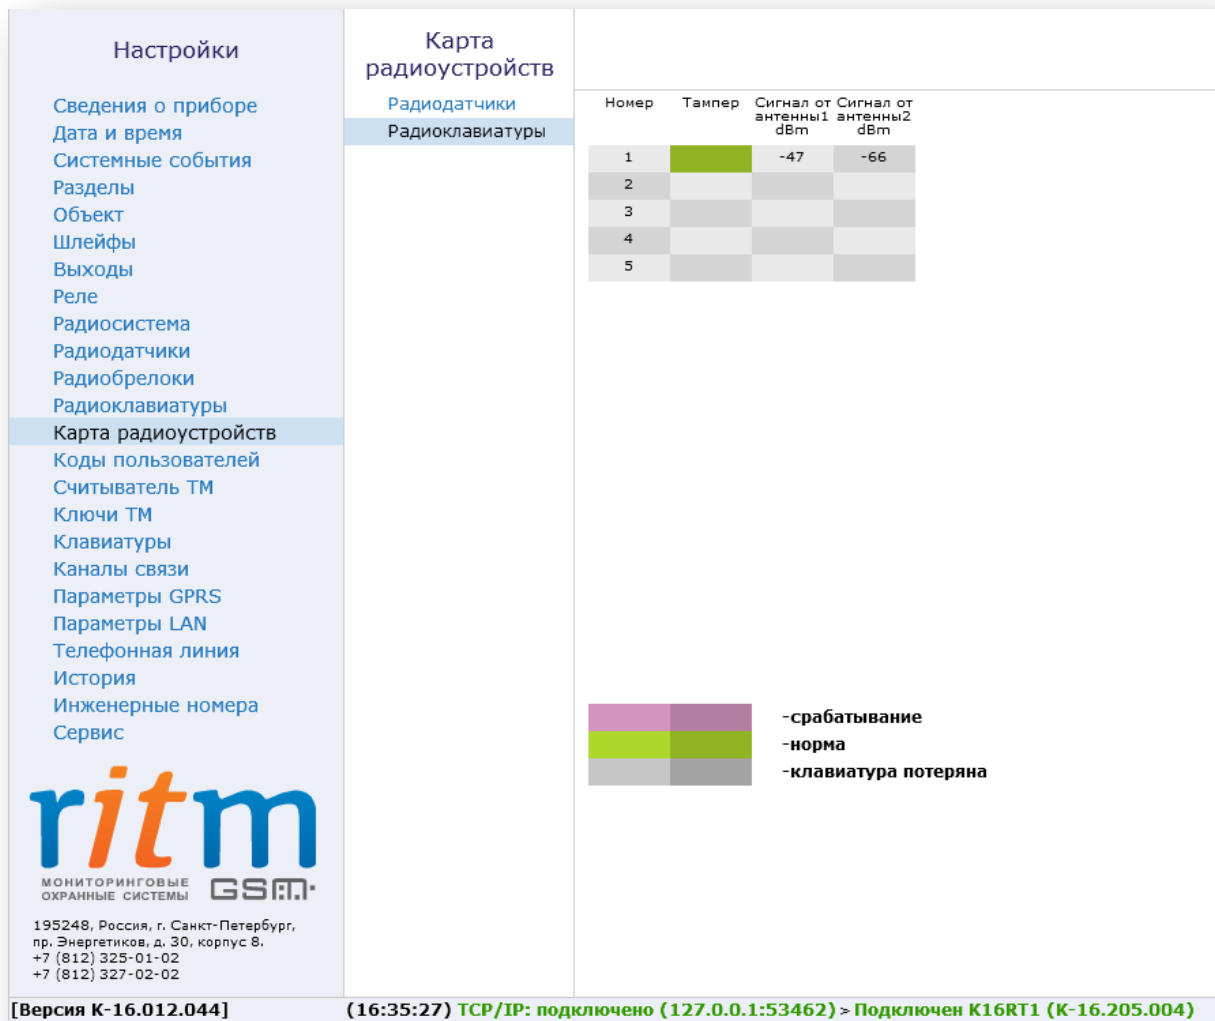 Настройки
Сведения о приборе
Дата и время
Системные события
Разделы
Объект
Шлейфы
Выходы
Реле
Радиосистема
Радиодатчики
Радиобрелоки
Радиоклавиатуры
Карта радиоустройств
Коды пользователей
Считыватель ТМ
Ключи ТМ
Клавиатуры
Каналы связи
Параметры GPRS
Параметры LAN
Телефонная линия
История
Инженерные номера
Сервис
ritm
МОНИТОРИНГОВЫЕ
ОХРАННЫЕ СИСТЕМЫ
GSM
195248, Россия, г. Санкт-Петербург,
пр. Энергетиков, д. 30, корпус 8.
+7 (812) 325-01-02
+7 (812) 327-02-02
Карта
радиоустройств
Радиодатчики
Радиоклавиатуры
Номер Тампер Сигнал от антенны1 dBm Сигнал от антенны2 dBm
1 -47 -66
2
3
4
5
-срабатывание
-норма
-клавиатура потеряна
[Версия K-16.012.044] (16:35:27) TCP/IP: подключено (127.0.0.1:53462) > Подключен K16RT1 (K-16.205.004)